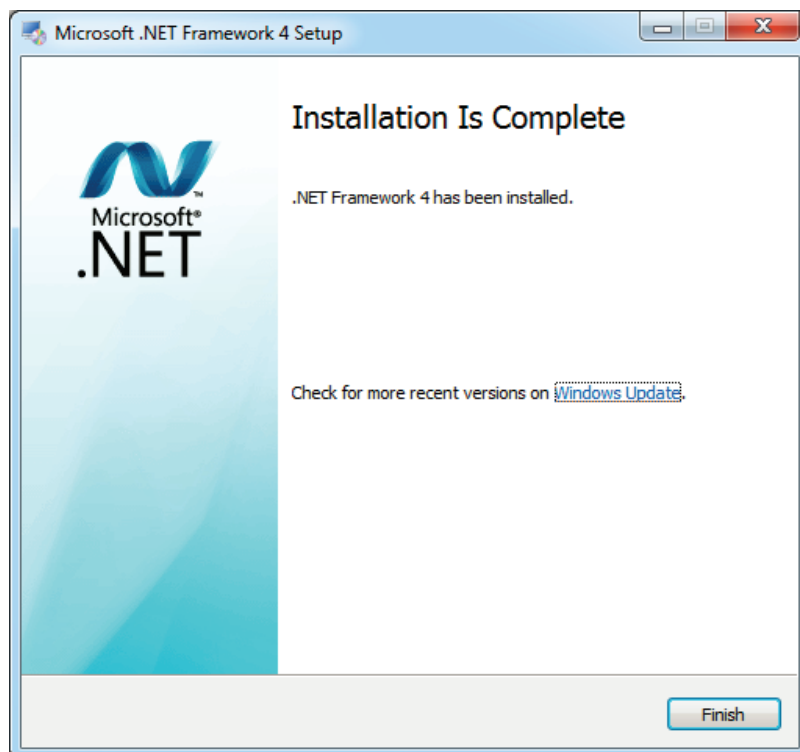 Microsoft .NET Framework 4 Setup
Installation Is Complete
Microsoft®
.NET
™
.NET Framework 4 has been installed.
Check for more recent versions on Windows Update.
Finish